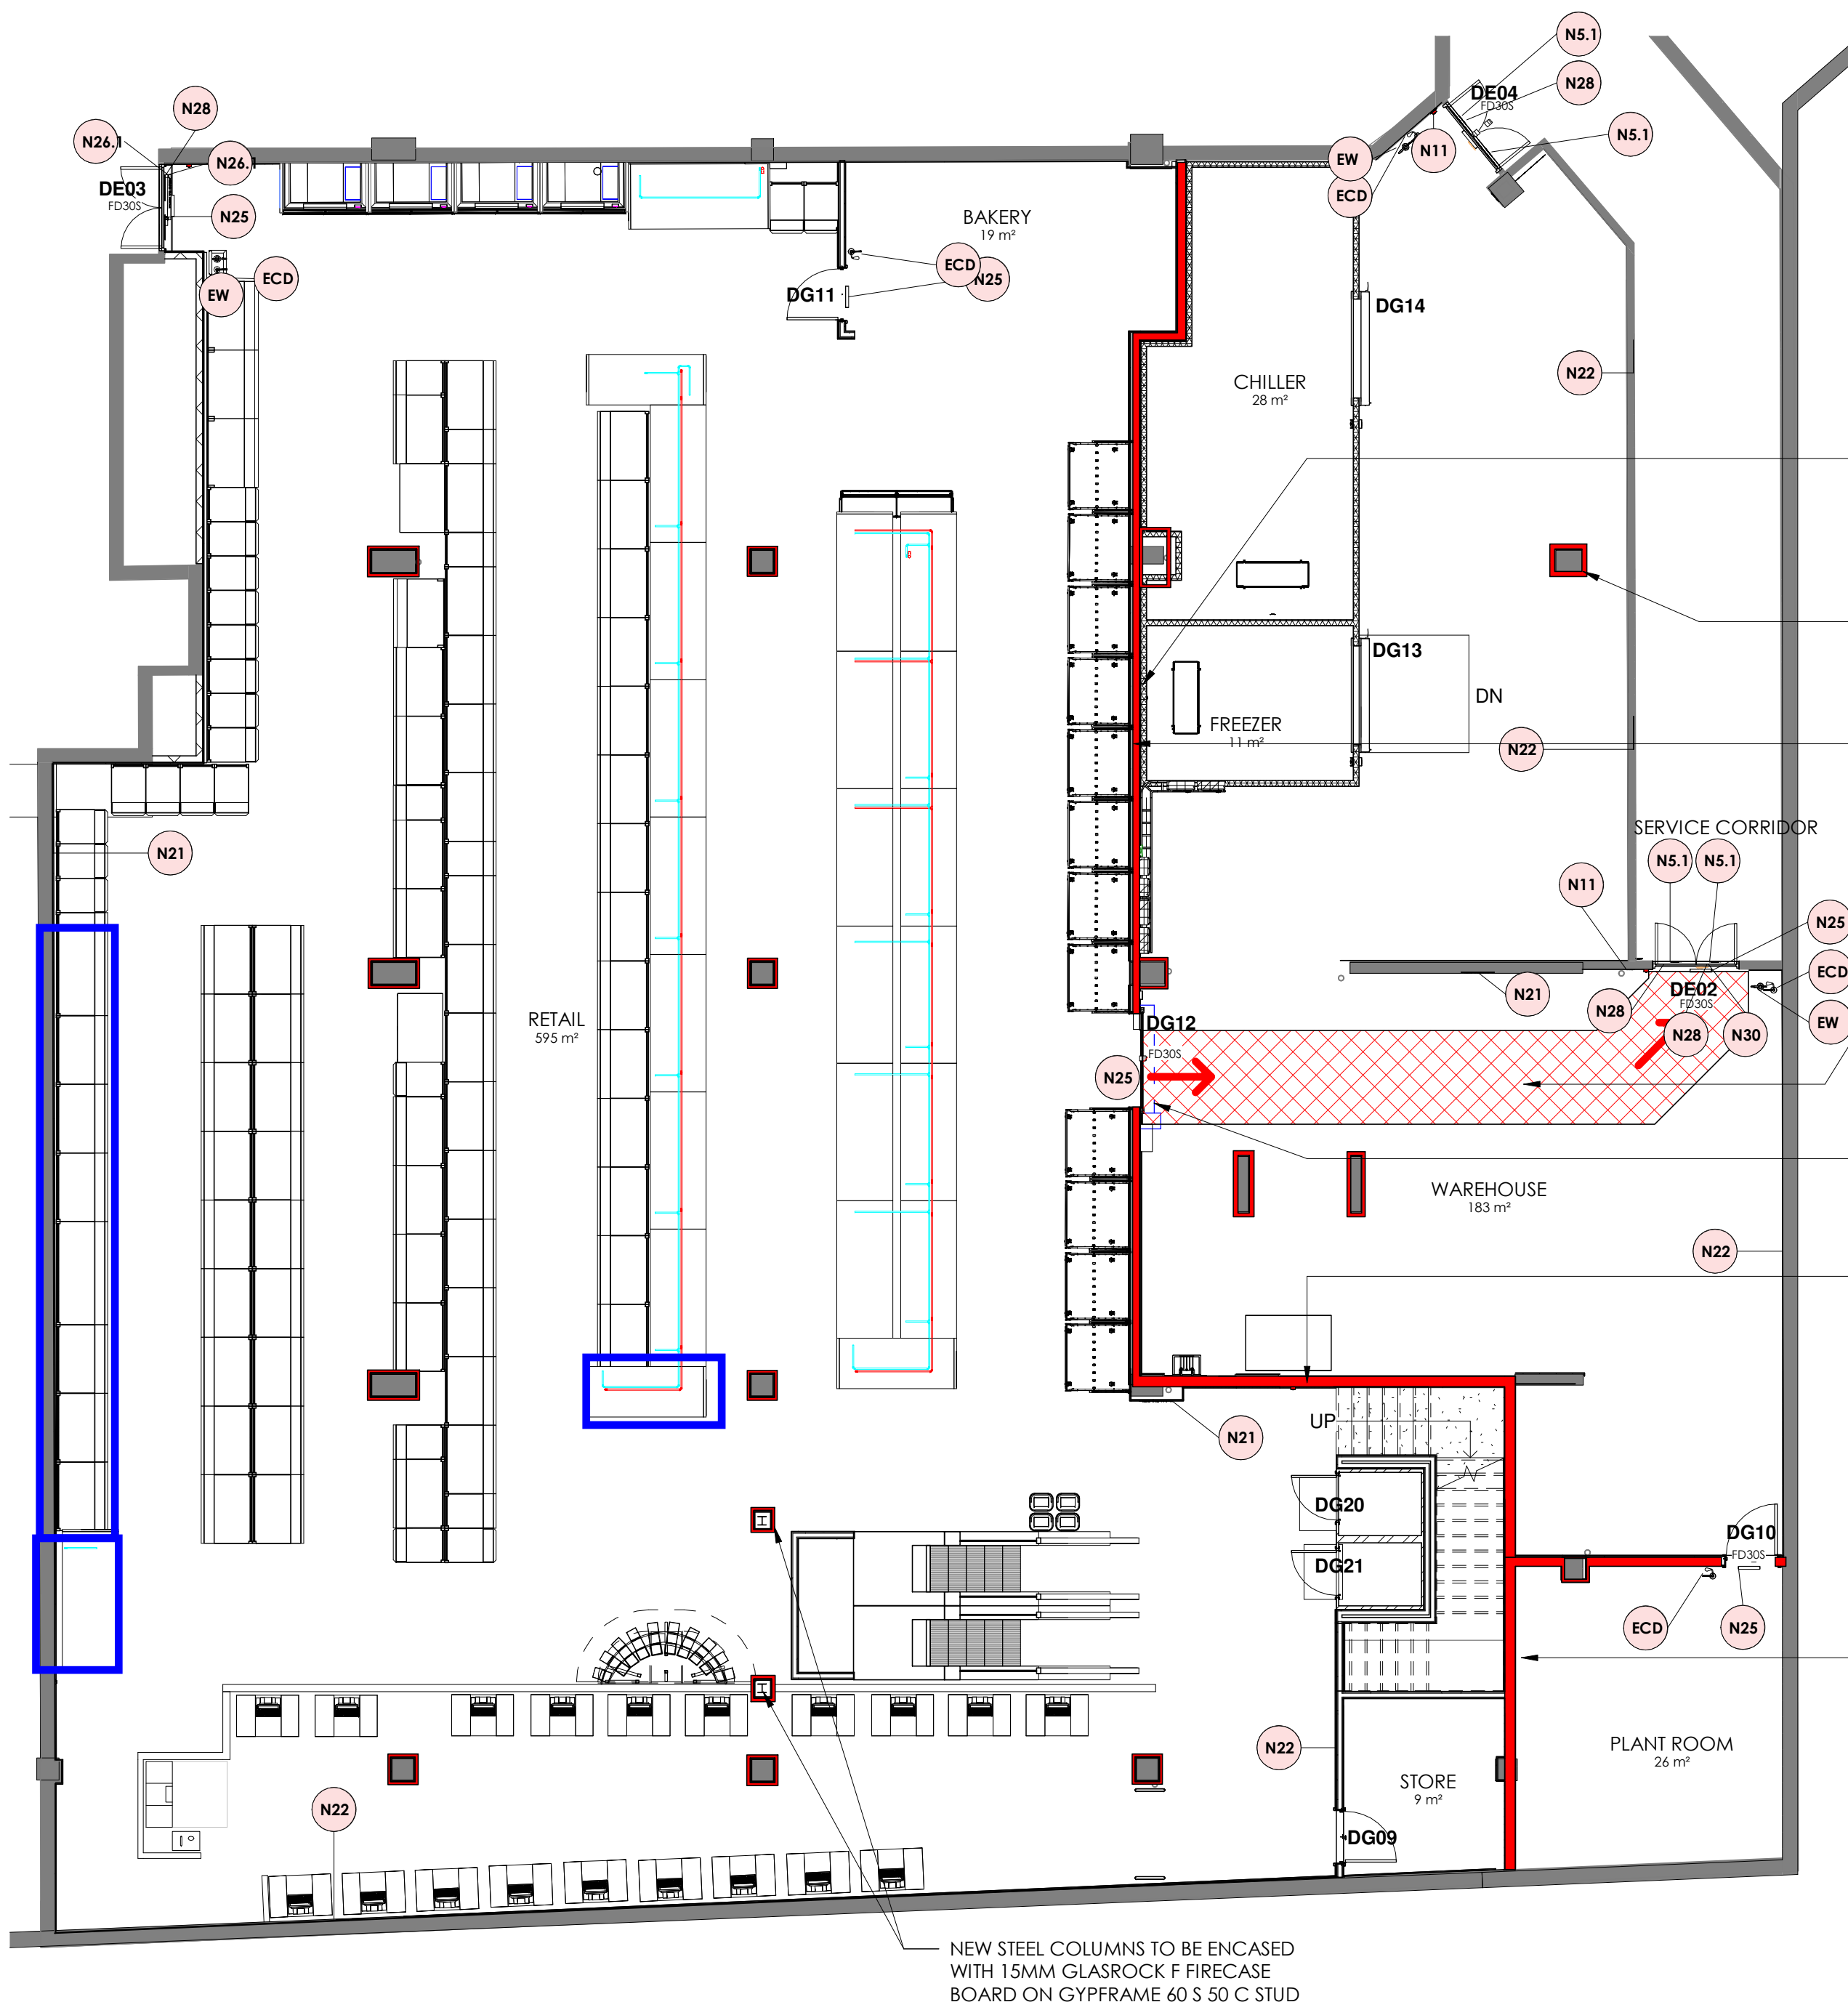 N5.1
N28
DE04
FD30S
N5.1
N11
EW
ECD
N28
N26.1
N26.
DE03
FD30S
N25
EW
ECD
BAKERY
19 m²
ECD
N25
DG11
DG14
N22
CHILLER
28 m²
DG13
DN
FREEZER
11 m²
N22
N21
SERVICE CORRIDOR
N5.1
N5.1
N11
N25
ECD
EW
N21
DE02
FD30S
N28
N28
N30
RETAIL
595 m²
DG12
FD30S
N25
WAREHOUSE
183 m²
N22
N21
UP
DG20
DG21
DG10
FD30S
ECD
N25
N22
PLANT ROOM
26 m²
STORE
9 m²
DG09
N22
NEW STEEL COLUMNS TO BE ENCASED
WITH 15MM GLASROCK F FIRECASE
BOARD ON GYPFRAME 60 S 50 C STUD